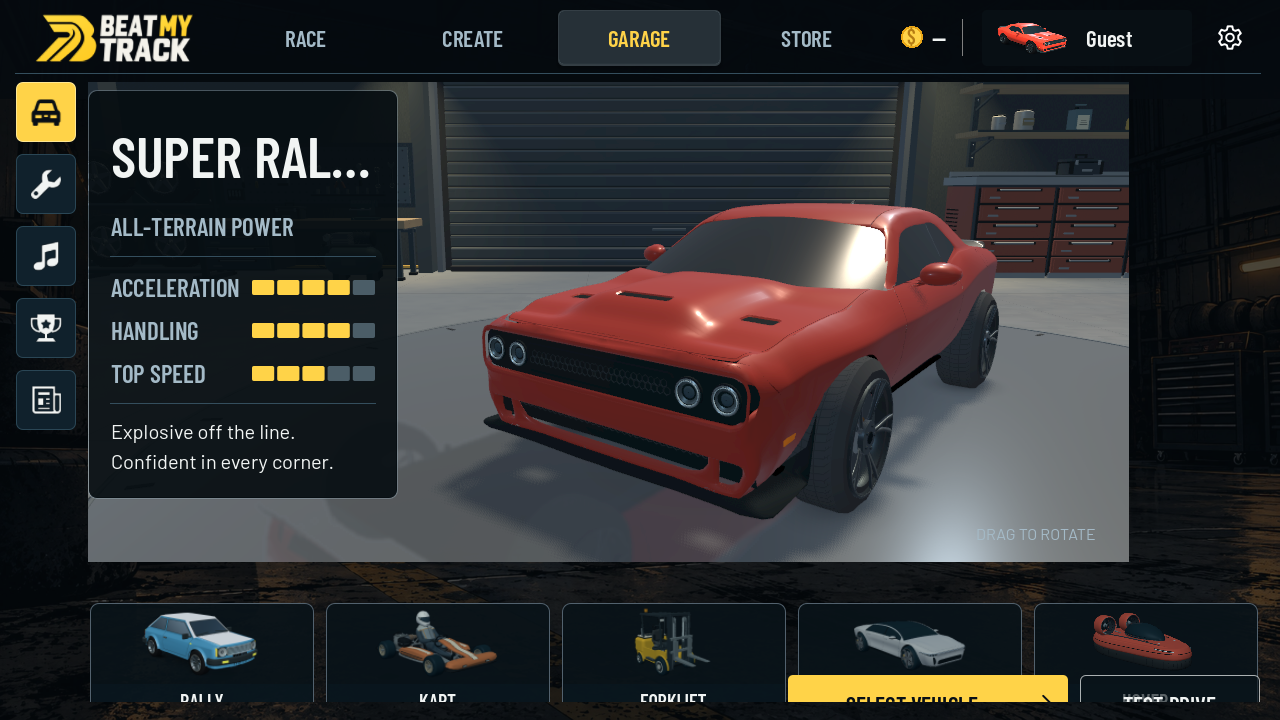 BEAT MY TRACK
RACE
CREATE
GARAGE
STORE
–
Guest
SUPER RAL...
ALL-TERRAIN POWER
ACCELERATION
HANDLING
TOP SPEED
Explosive off the line.
Confident in every corner.
DRAG TO ROTATE
RALLY
KART
FORKLIFT
SELECT VEHICLE
TEST DRIVE